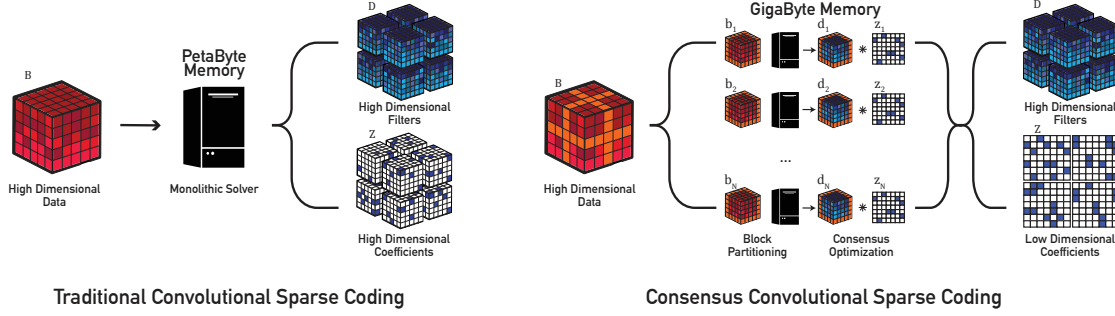 B
High Dimensional
Data
PetaByte
Memory
Monolithic Solver
D
High Dimensional
Filters
Z
High Dimensional
Coefficients
Traditional Convolutional Sparse Coding
B
High Dimensional
Data
GigaByte Memory
b1
d1
z1
*
b2
d2
z2
*
...
bN
dN
zN
*
Block
Partitioning
Consensus
Optimization
D
High Dimensional
Filters
Z
Low Dimensional
Coefficients
Consensus Convolutional Sparse Coding